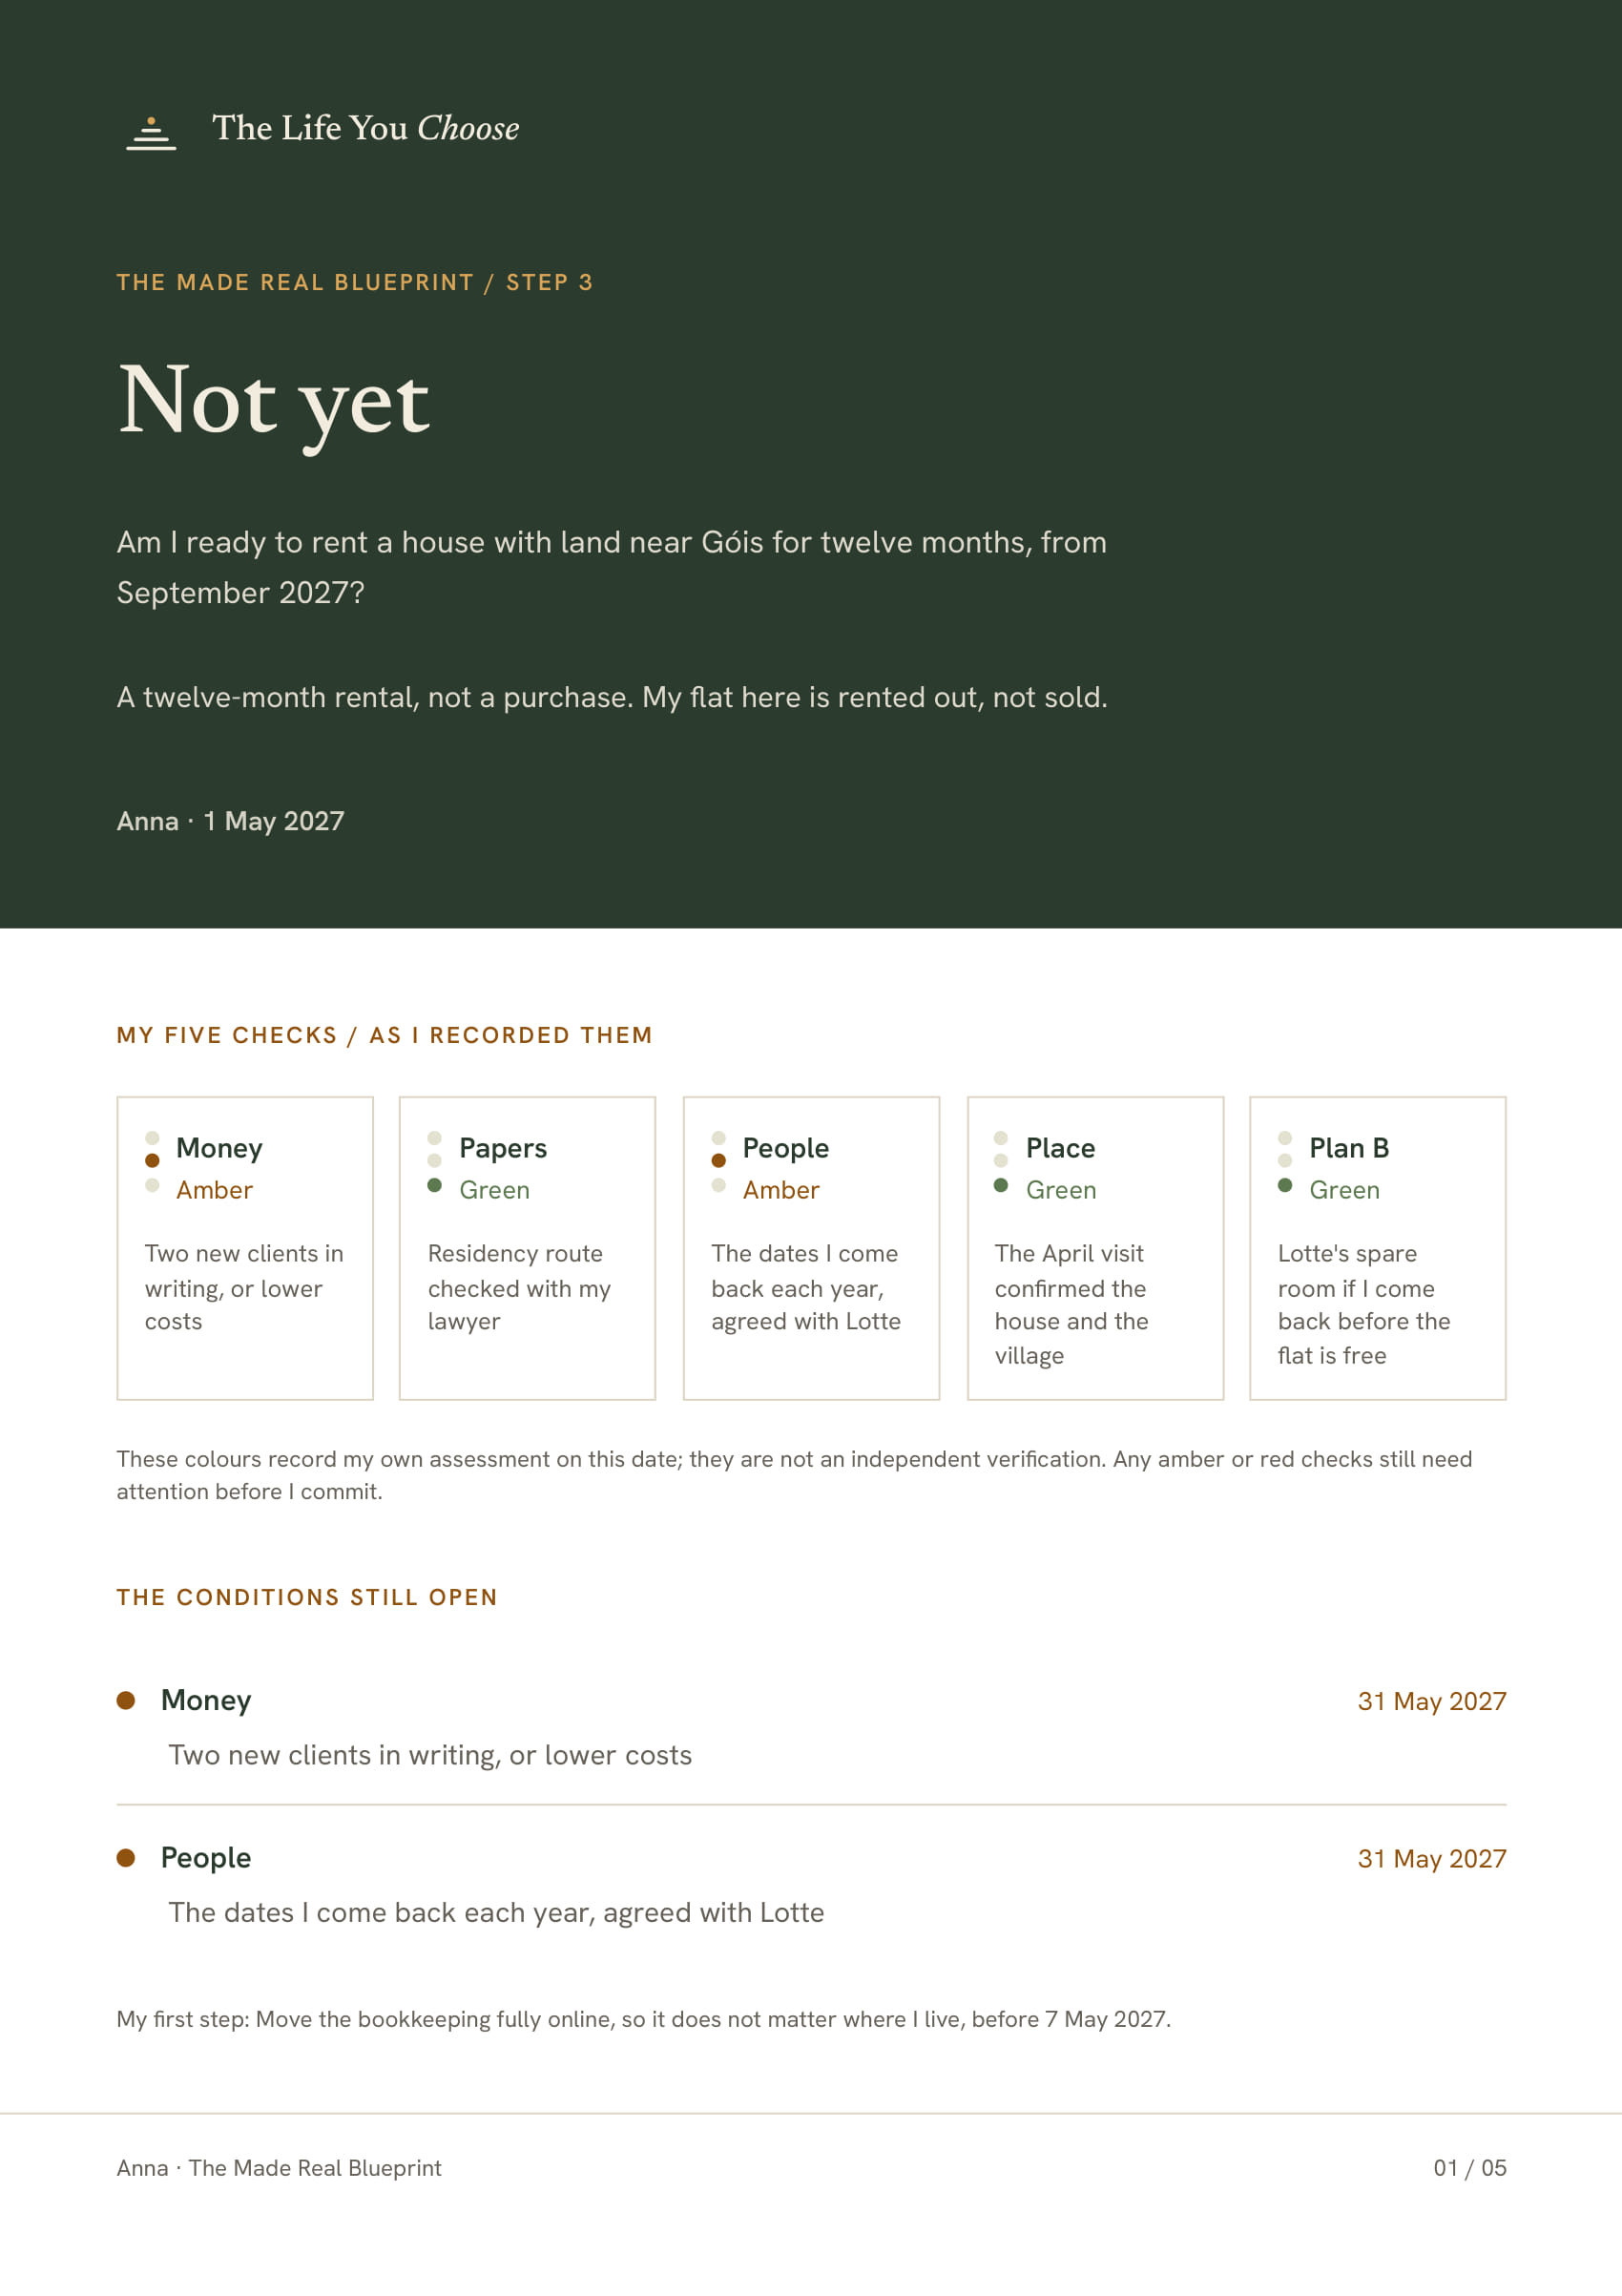 The Life You Choose
THE MADE REAL BLUEPRINT / STEP 3
Not yet
Am I ready to rent a house with land near Góis for twelve months, from
September 2027?
A twelve-month rental, not a purchase. My flat here is rented out, not sold.
Anna · 1 May 2027
MY FIVE CHECKS / AS I RECORDED THEM
Money
Amber
Two new clients in
writing, or lower
costs
Papers
Green
Residency route
checked with my
lawyer
People
Amber
The dates I come
back each year,
agreed with Lotte
Place
Green
The April visit
confirmed the
house and the
village
Plan B
Green
Lotte's spare
room if I come
back before the
flat is free
These colours record my own assessment on this date; they are not an independent verification. Any amber or red checks still need
attention before I commit.
THE CONDITIONS STILL OPEN
Money 31 May 2027
Two new clients in writing, or lower costs
People 31 May 2027
The dates I come back each year, agreed with Lotte
My first step: Move the bookkeeping fully online, so it does not matter where I live, before 7 May 2027.
Anna · The Made Real Blueprint 01 / 05